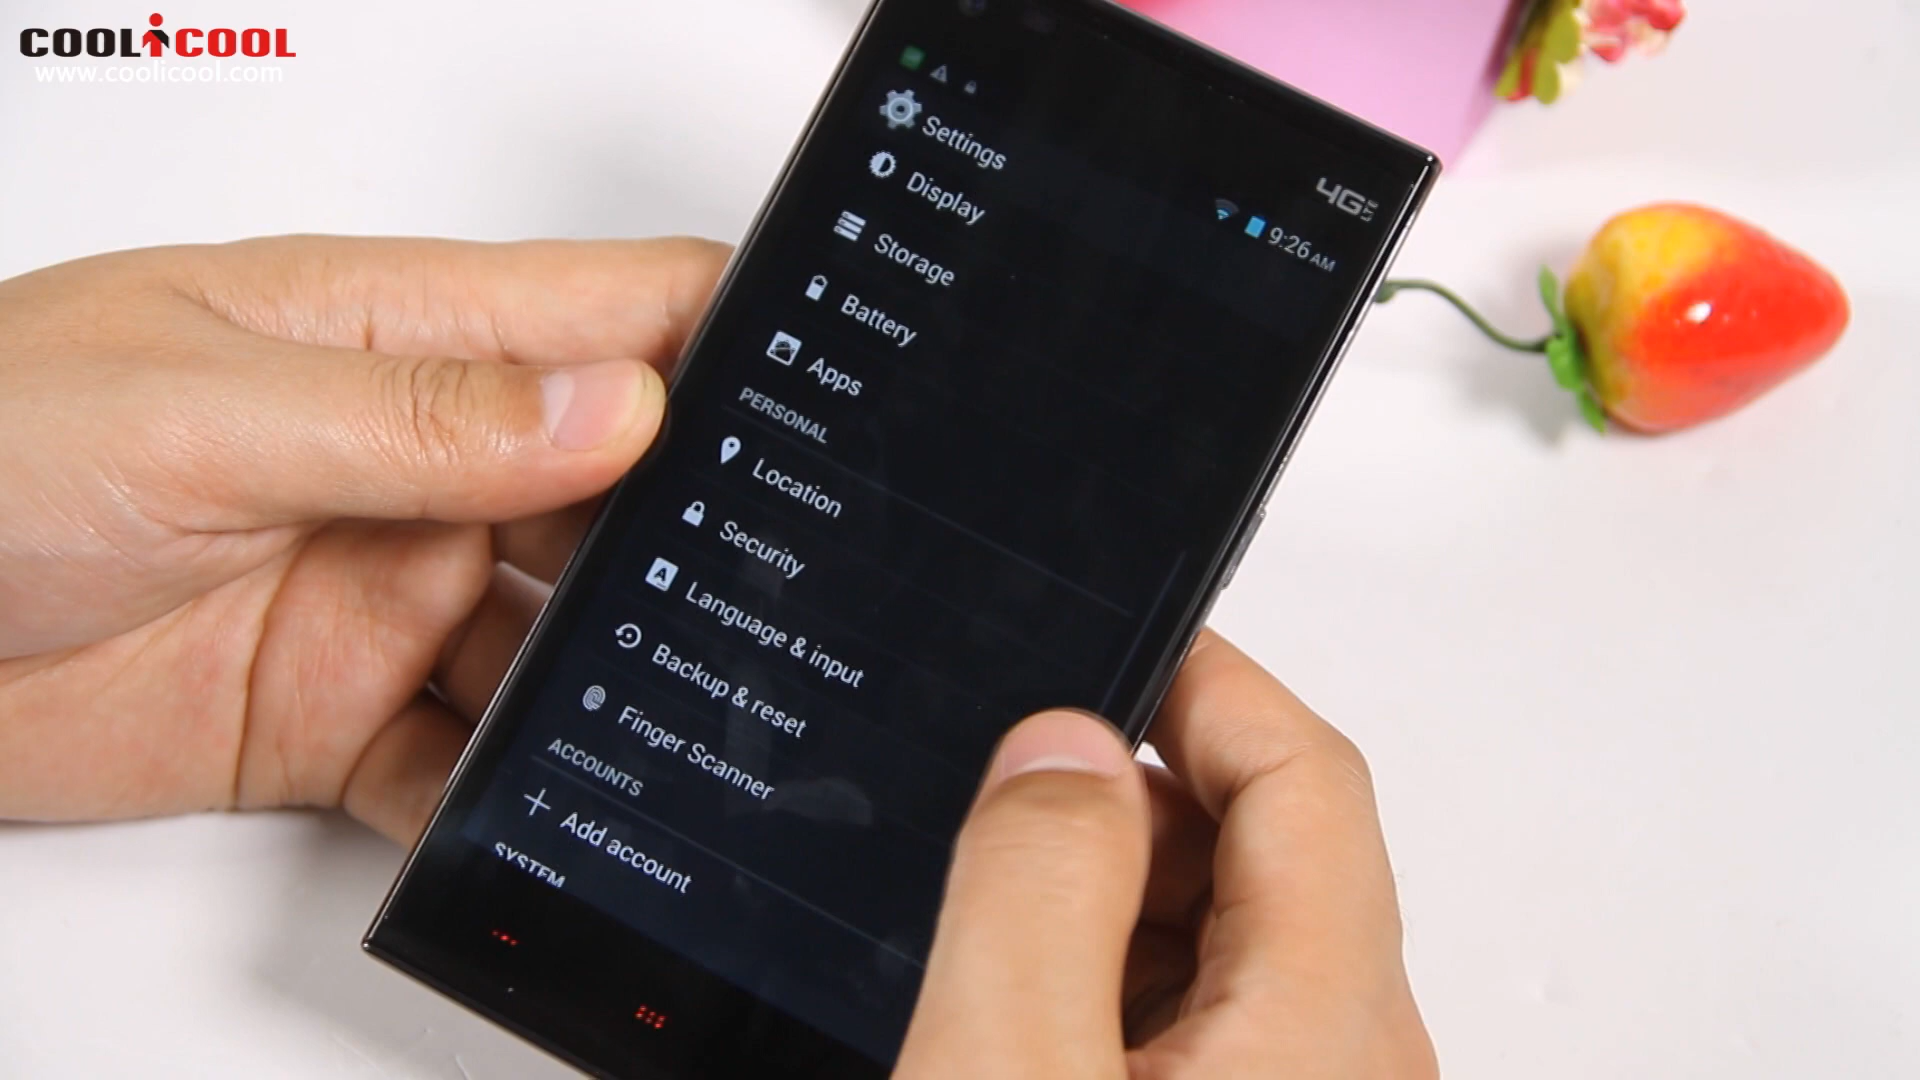 COOLiCOOL
www.coolicool.com
4G LTE
9:26 AM
Settings
Display
Storage
Battery
Apps
PERSONAL
Location
Security
Language & input
Backup & reset
Finger Scanner
ACCOUNTS
Add account
SYSTEM